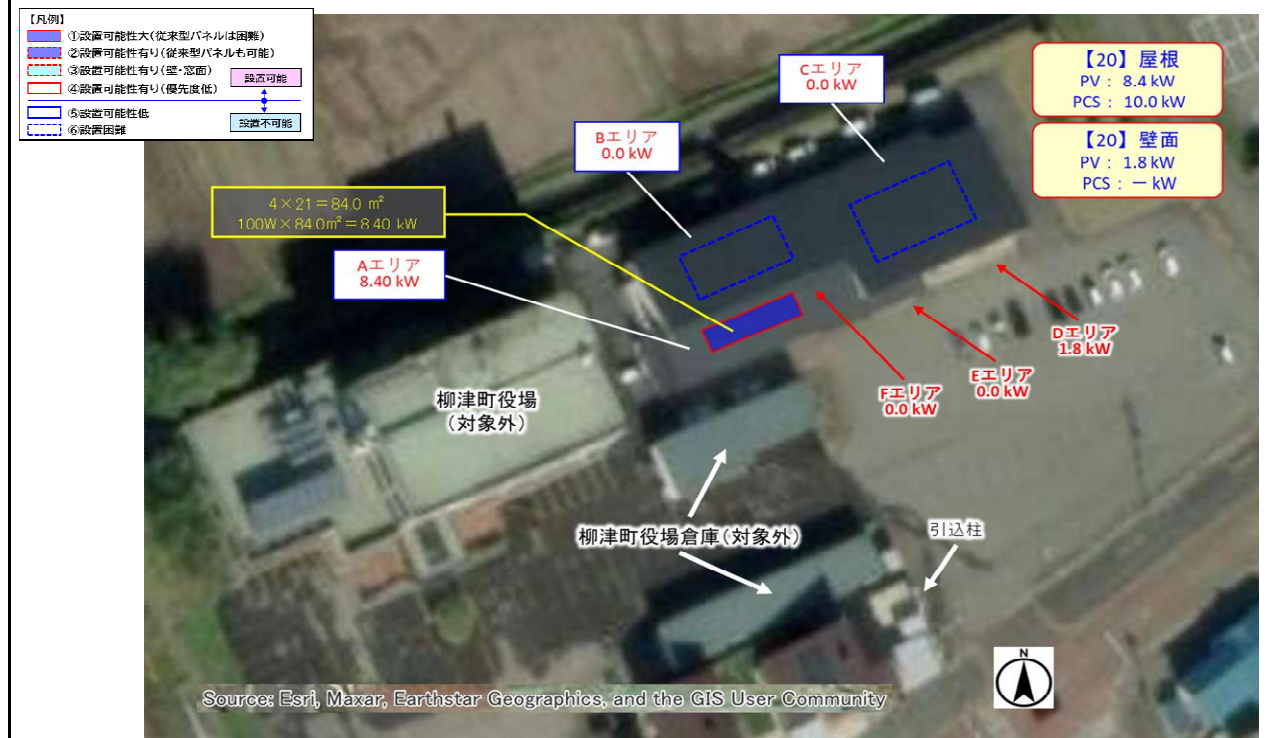 【凡例】
①設置可能性大(従来型パネルは困難)
②設置可能性有り(従来型パネルも可能)
③設置可能性有り(壁・窓面)
④設置可能性有り(優先度低)
設置可能
⑤設置可能性低
⑥設置困難
設置不可能
Cエリア
0.0 kW
【20】屋根
PV : 8.4 kW
PCS : 10.0 kW
Bエリア
0.0 kW
【20】壁面
PV : 1.8 kW
PCS : ー kW
4×21=84.0 m²
100W×84.0m²=8.40 kW
Aエリア
8.40 kW
Dエリア
1.8 kW
Eエリア
0.0 kW
Fエリア
0.0 kW
柳津町役場
(対象外)
柳津町役場倉庫(対象外)
引込柱
N
Source: Esri, Maxar, Earthstar Geographics, and the GIS User Community